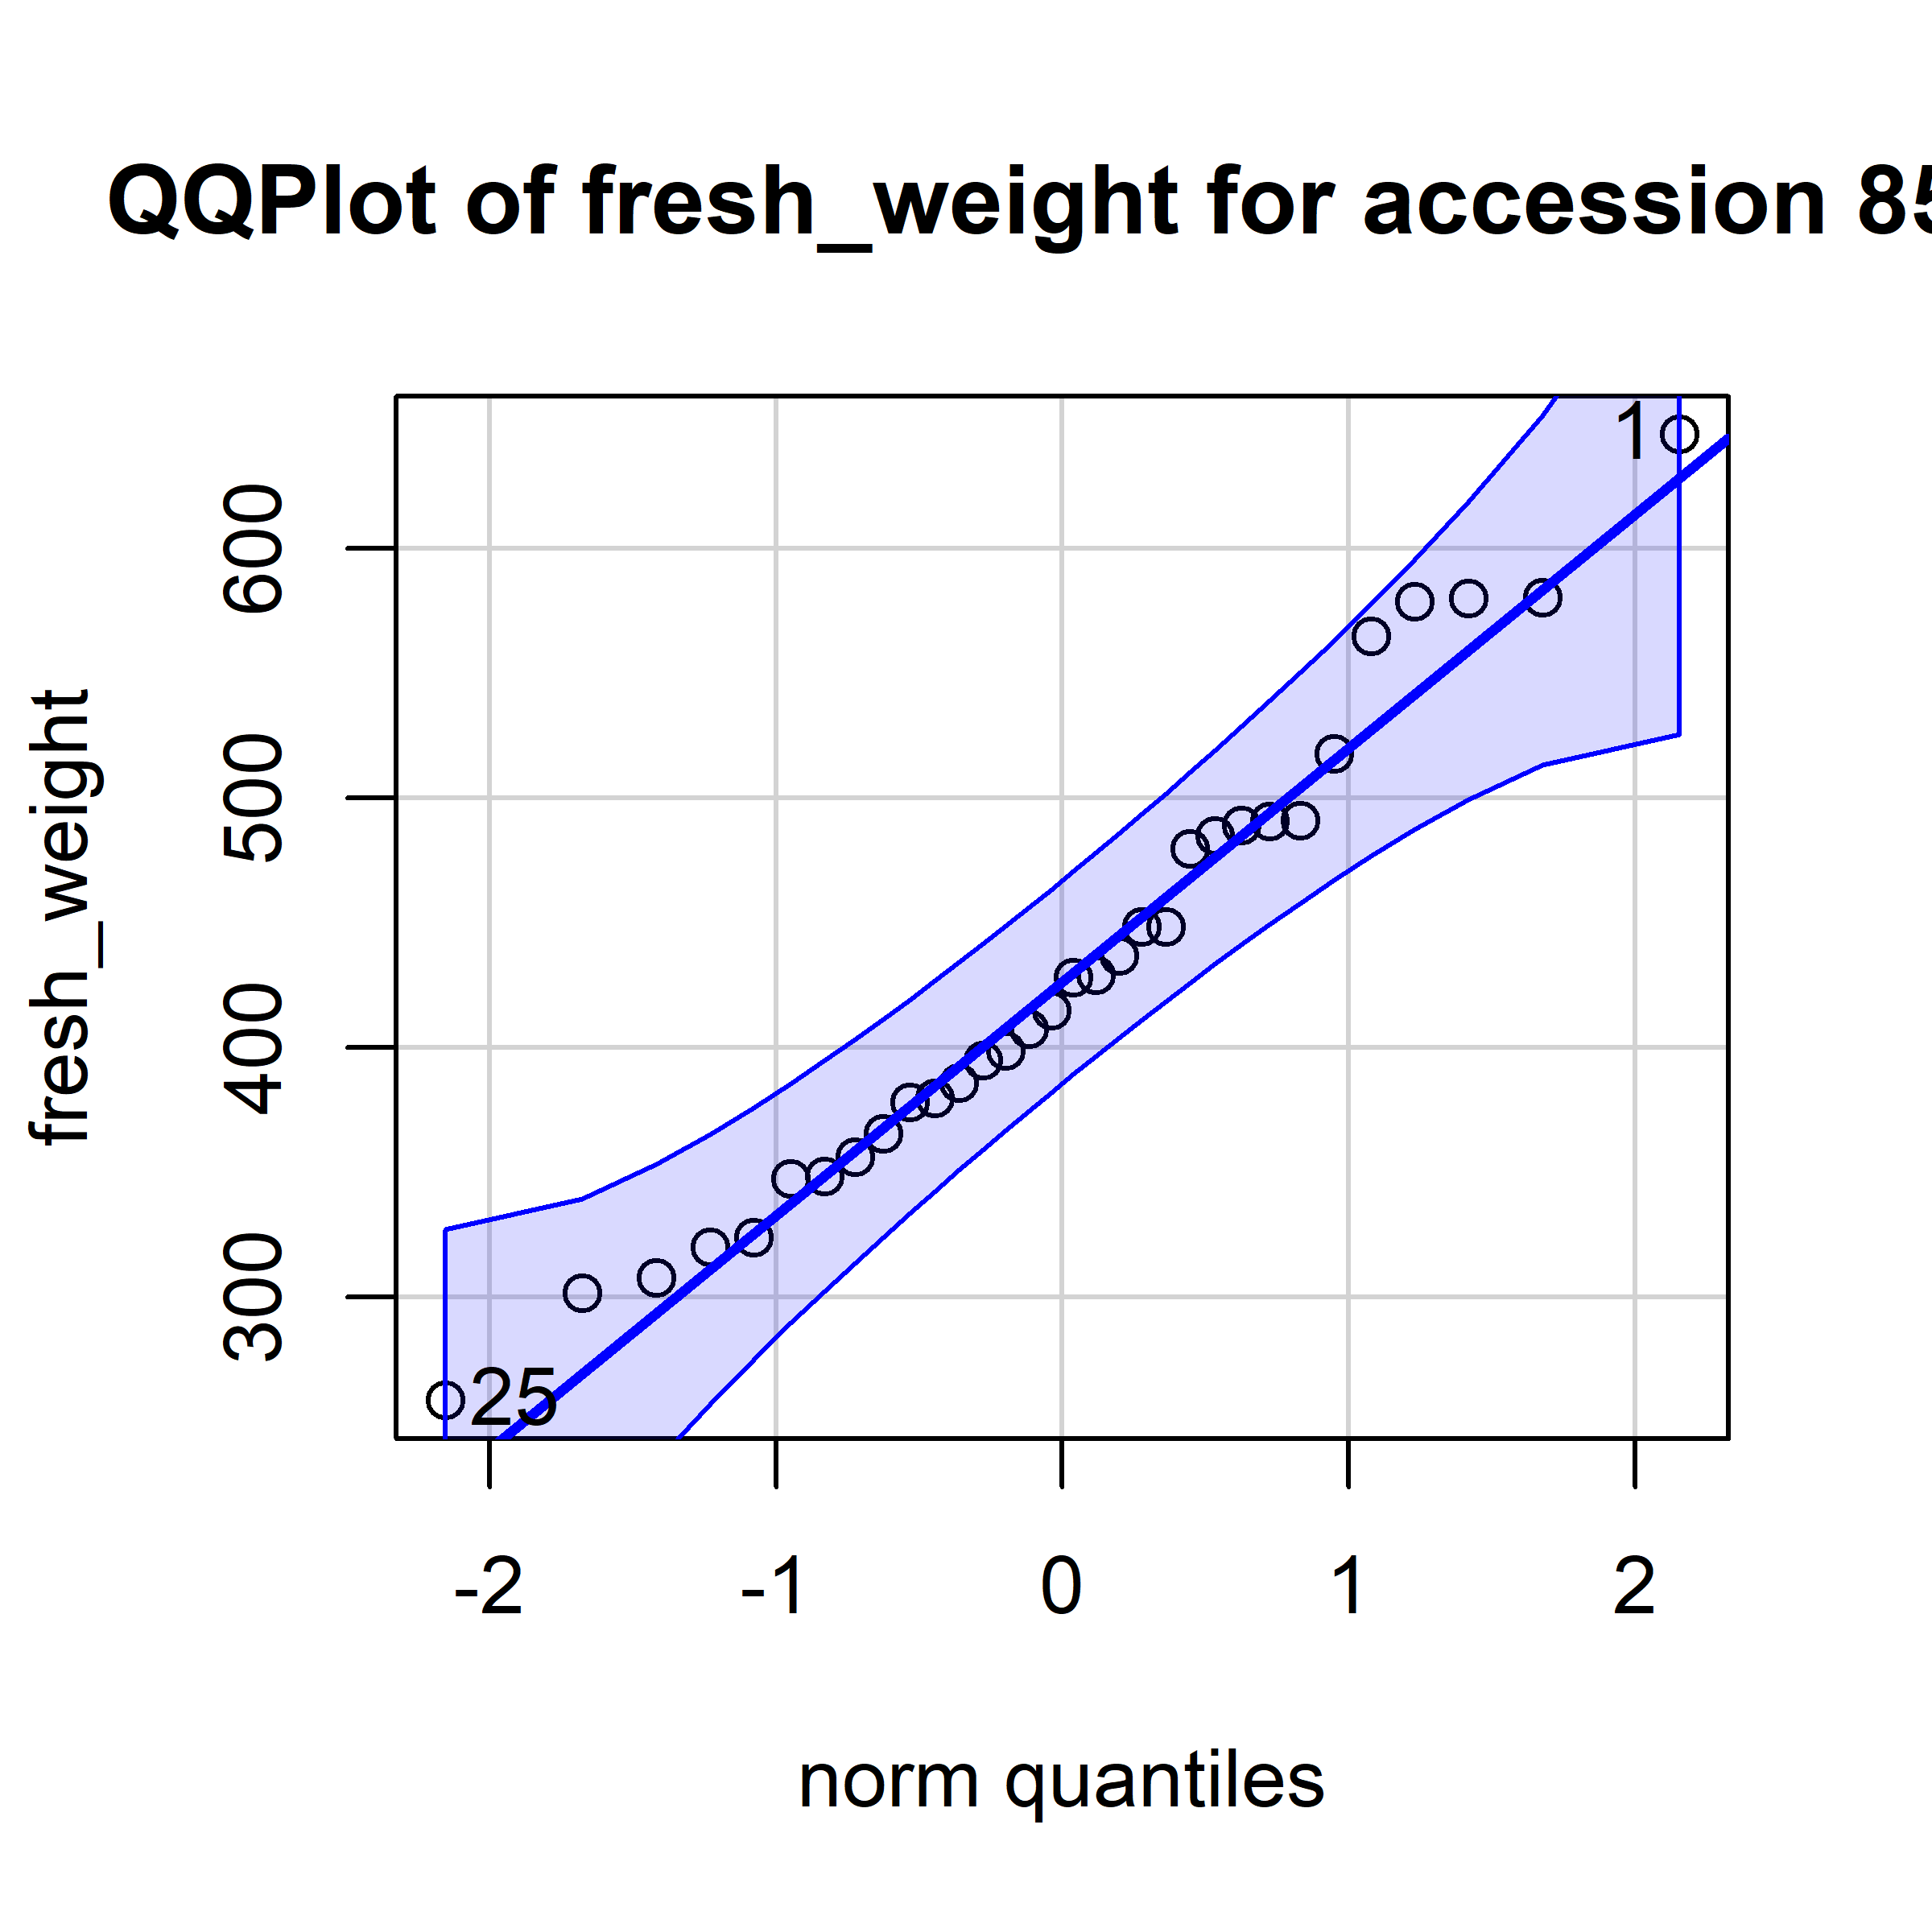 QQPlot of fresh_weight for accession 85
fresh_weight
600
500
400
300
1
25
-2 -1 0 1 2
norm quantiles